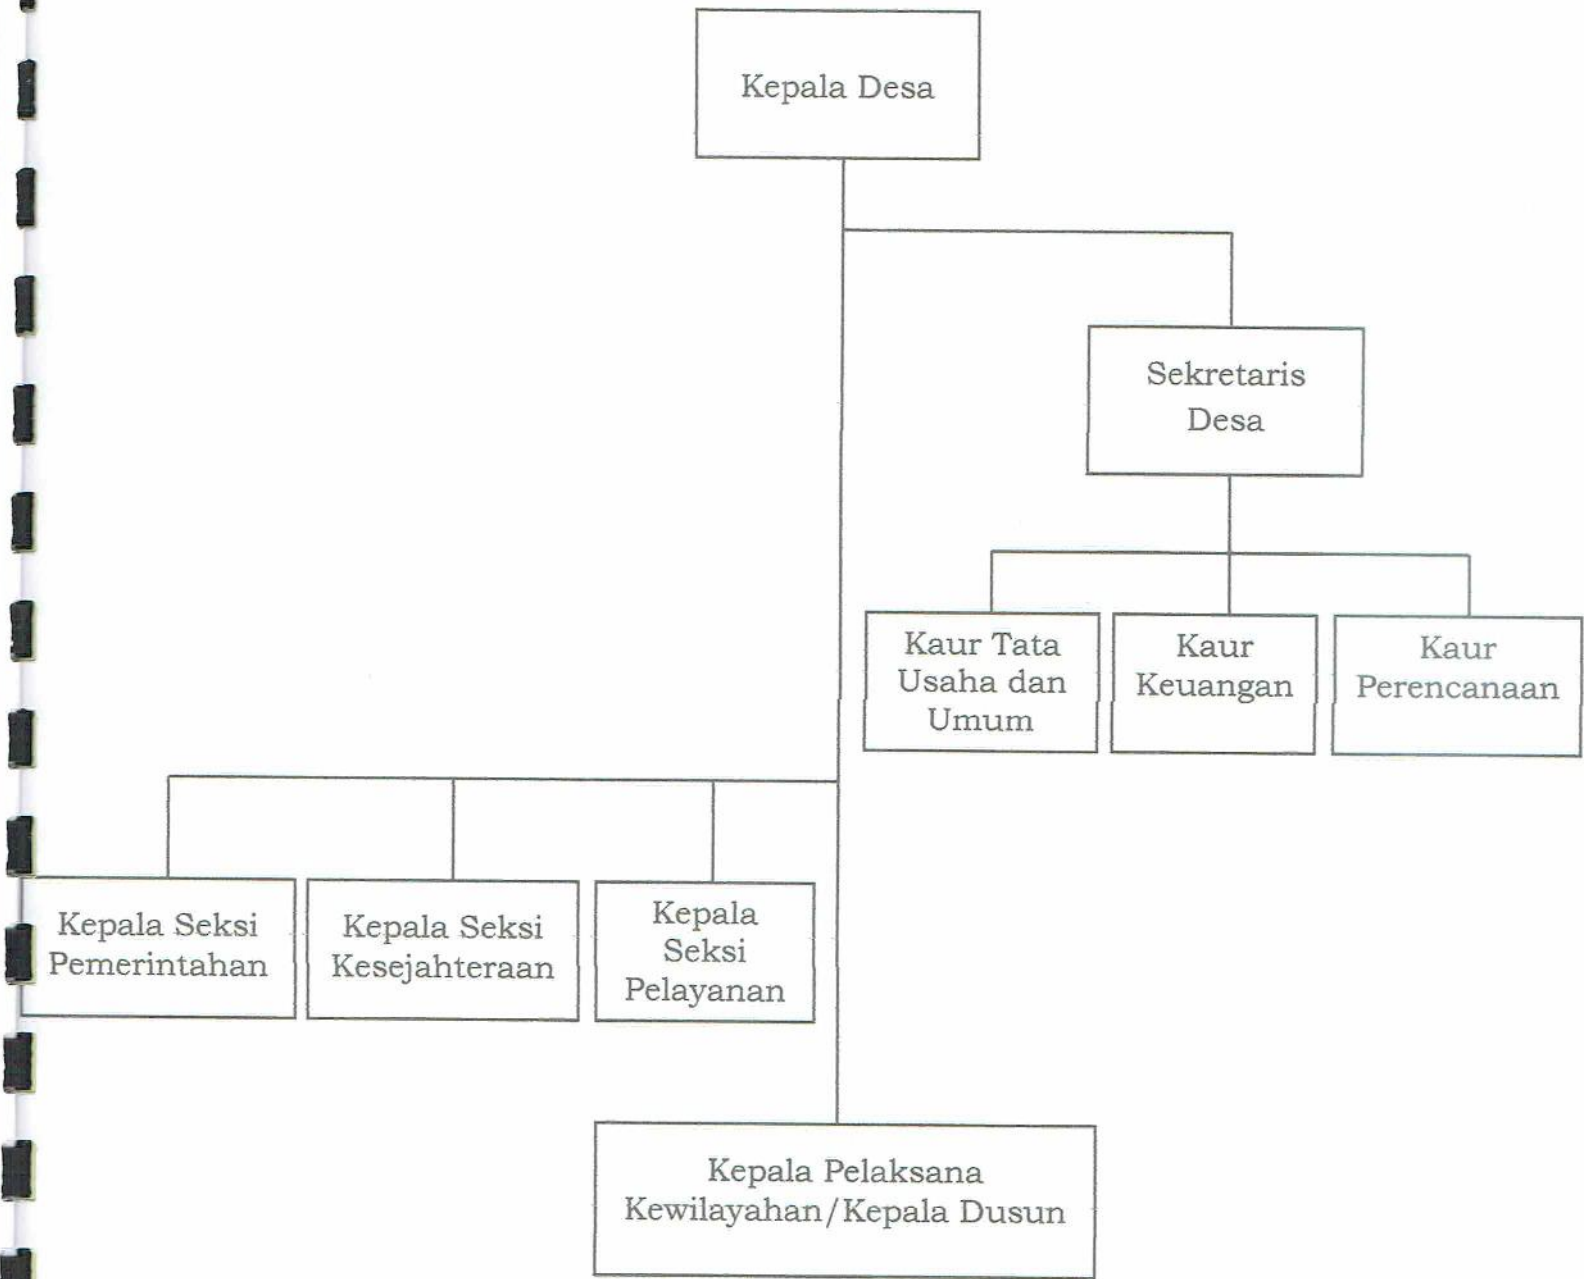 Kepala Desa
Sekretaris
Desa
Kaur Tata
Usaha dan
Umum
Kaur
Keuangan
Kaur
Perencanaan
Kepala Seksi
Pemerintahan
Kepala Seksi
Kesejahteraan
Kepala
Seksi
Pelayanan
Kepala Pelaksana
Kewilayahan/Kepala Dusun